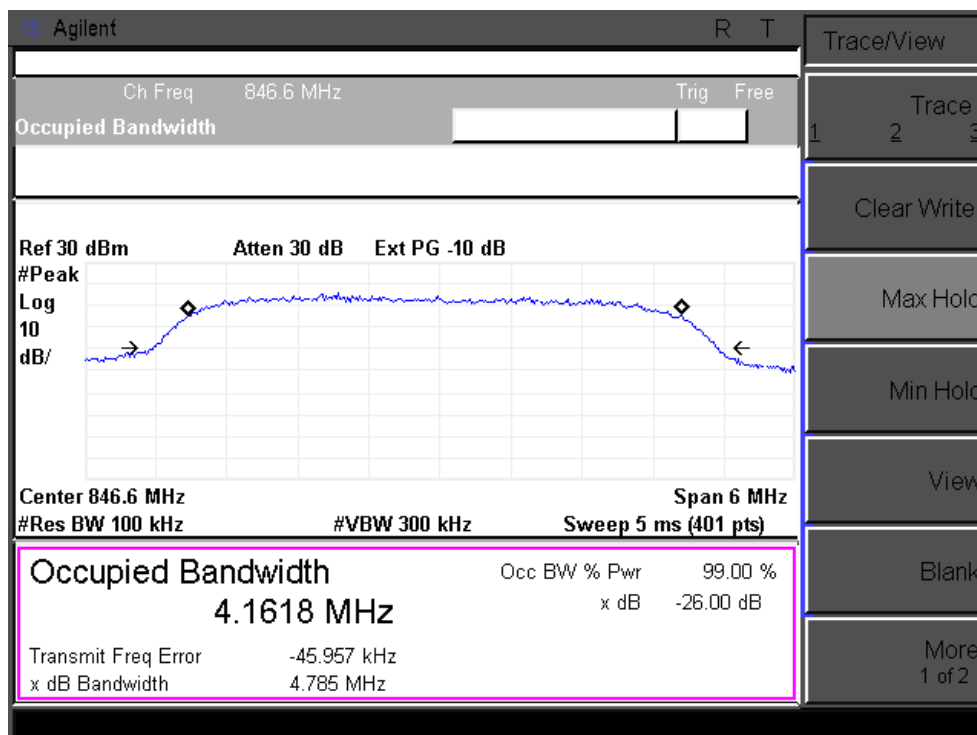 Agilent R T
Trace/View
Ch Freq 846.6 MHz Trig Free
Occupied Bandwidth
Trace
1 2 3
Clear Write
Ref 30 dBm Atten 30 dB Ext PG -10 dB
#Peak
Log
10
dB/
Max Hold
Min Hold
View
Center 846.6 MHz Span 6 MHz
#Res BW 100 kHz #VBW 300 kHz Sweep 5 ms (401 pts)
Occupied Bandwidth
4.1618 MHz
Occ BW % Pwr 99.00 %
x dB -26.00 dB
Transmit Freq Error -45.957 kHz
x dB Bandwidth 4.785 MHz
Blank
More
1 of 2